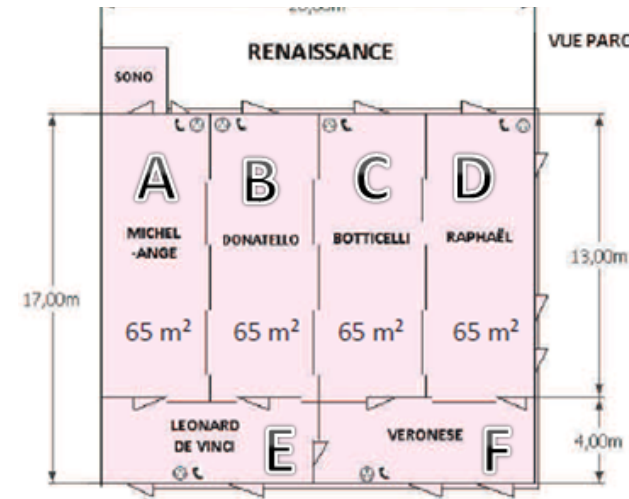 RENAISSANCE
VUE PARC
SONO
A
B
C
D
MICHEL
-ANGE
DONATELLO
BOTTICELLI
RAPHAËL
17,00m
13,00m
65 m²
65 m²
65 m²
65 m²
LEONARD
DE VINCI
E
VERONESE
F
4,00m